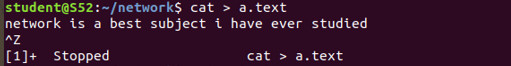 student@S52:~/network$ cat > a.text
network is a best subject i have ever studied
^Z
[1]+  Stopped                 cat > a.text